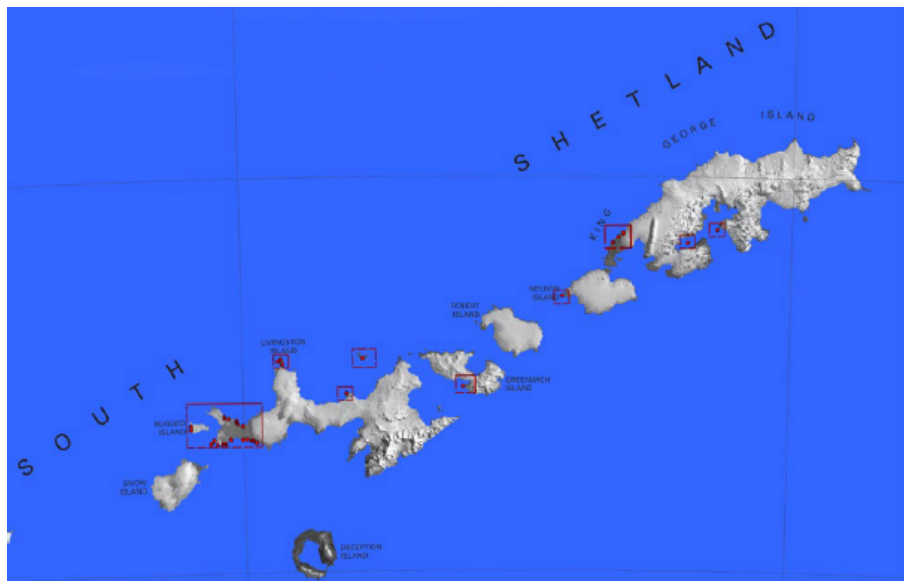 SHETLAND
GEORGE ISLAND
KING
NELSON
ISLAND
ROBERT
ISLAND
LIVINGSTON
ISLAND
GREENWICH
ISLAND
SOUTH
RUGGED
ISLAND
SNOW
ISLAND
DECEPTION
ISLAND